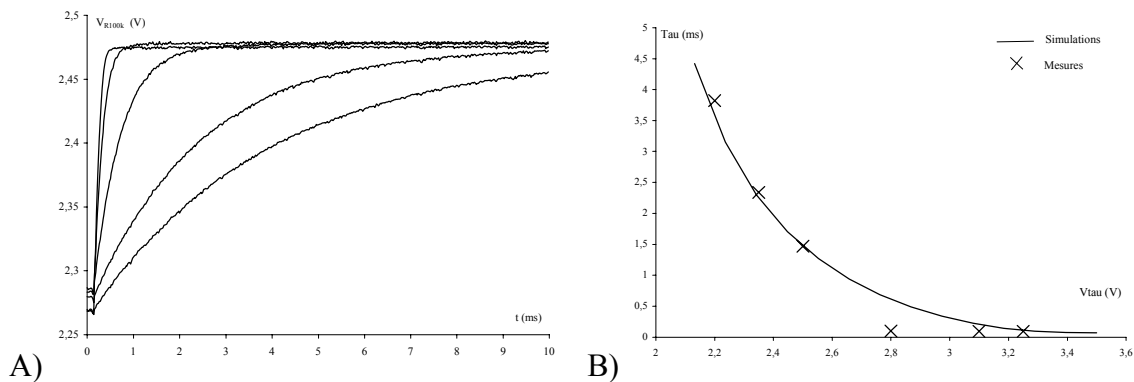 V_R100k (V)
2,5
2,45
2,4
2,35
2,3
2,25
0 1 2 3 4 5 6 7 8 9 10
t (ms)
A)
Tau (ms)
4,5
4
3,5
3
2,5
2
1,5
1
0,5
0
2 2,2 2,4 2,6 2,8 3 3,2 3,4 3,6
Vtau (V)
Simulations
Mesures
B)